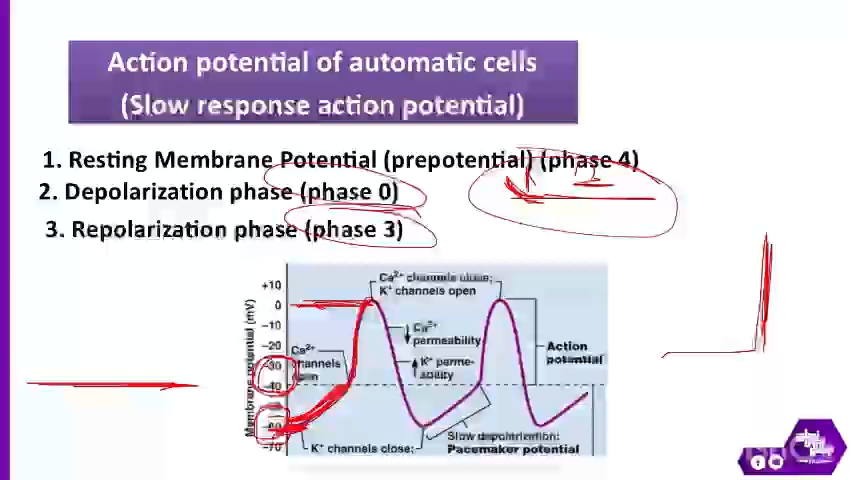 Action potential of automatic cells
(Slow response action potential)
1. Resting Membrane Potential (prepotential) (phase 4)
2. Depolarization phase (phase 0)
3. Repolarization phase (phase 3)
Ca²⁺ channels close;
K⁺ channels open
+10
0
−10
−20
−30
−40
−60
−70
Membrane potential (mV)
Ca²⁺
channels
open
Ca²⁺
permeability
K⁺ perme-
ability
Action
potential
K⁺ channels close;
Slow depolarization:
Pacemaker potential